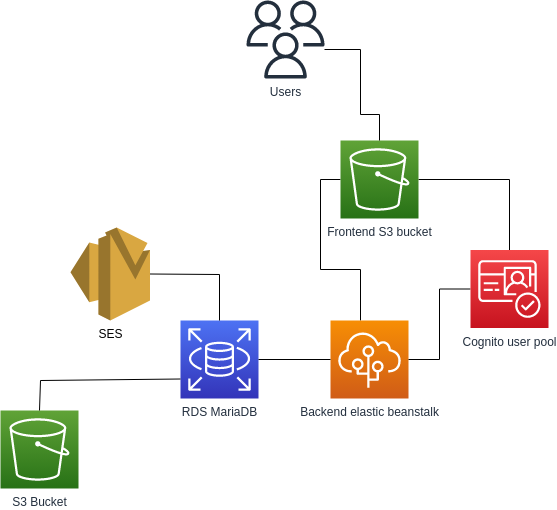 Users
Frontend S3 bucket
SES
Cognito user pool
RDS MariaDB
Backend elastic beanstalk
S3 Bucket